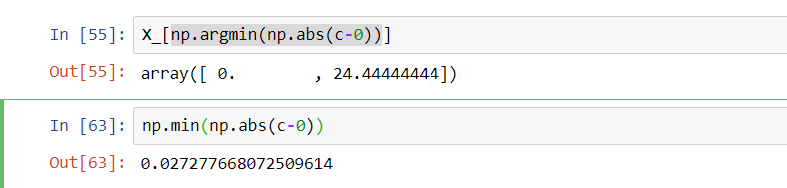 In [55]: X_[np.argmin(np.abs(c-0))]
Out[55]: array([ 0.        , 24.44444444])
In [63]: np.min(np.abs(c-0))
Out[63]: 0.027277668072509614